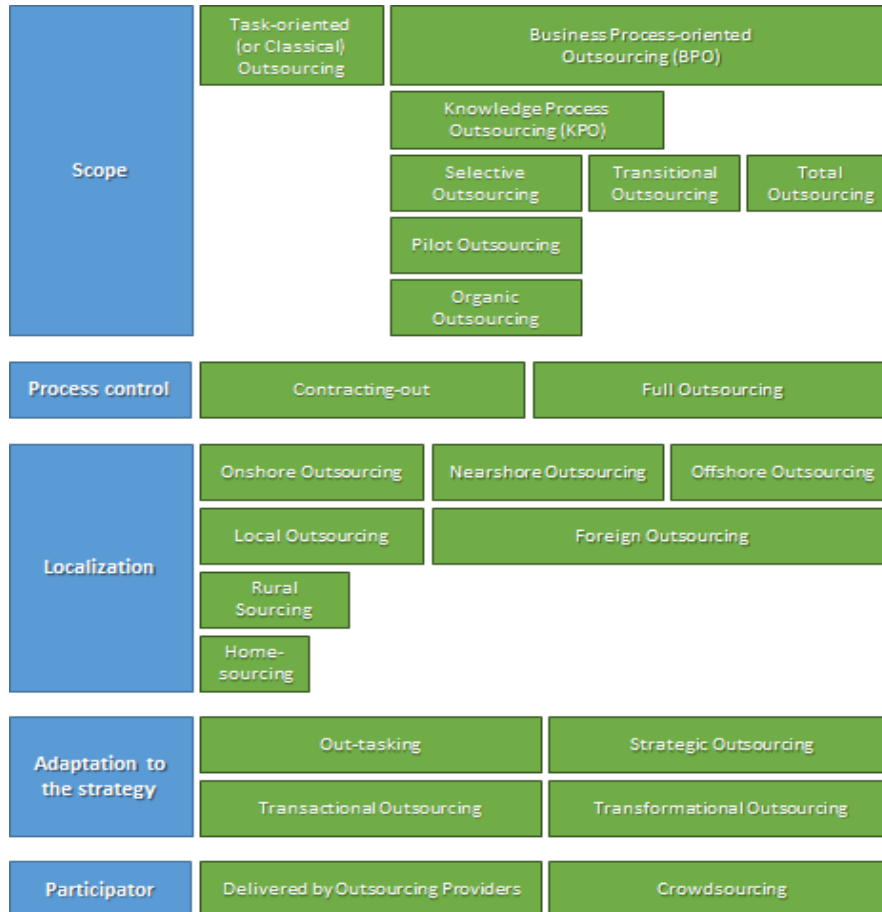 Task-oriented
(or Classical)
Outsourcing
Business Process-oriented
Outsourcing (BPO)
Knowledge Process
Outsourcing (KPO)
Scope
Selective
Outsourcing
Transitional
Outsourcing
Total
Outsourcing
Pilot Outsourcing
Organic
Outsourcing
Process control
Contracting-out
Full Outsourcing
Localization
Onshore Outsourcing
Nearshore Outsourcing
Offshore Outsourcing
Local Outsourcing
Foreign Outsourcing
Rural
Sourcing
Home-
sourcing
Adaptation to
the strategy
Out-tasking
Strategic Outsourcing
Transactional Outsourcing
Transformational Outsourcing
Participator
Delivered by Outsourcing Providers
Crowdsourcing